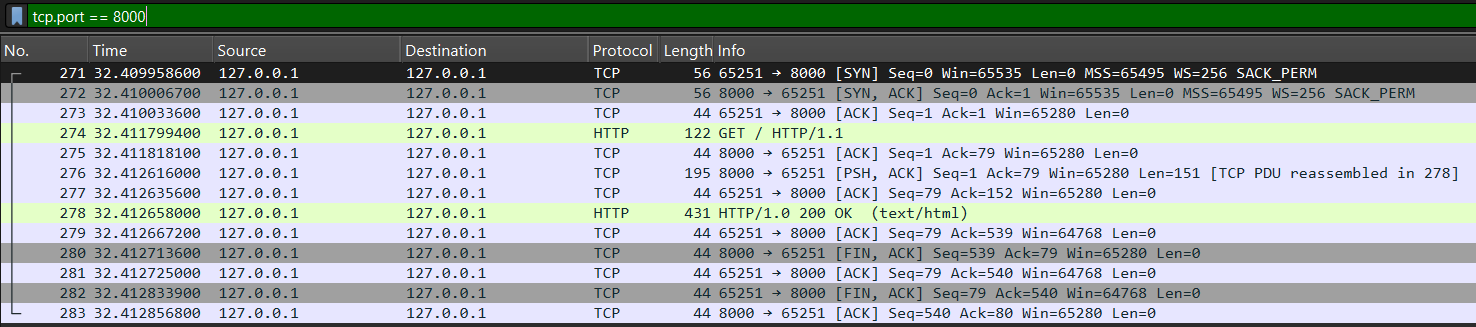 tcp.port == 8000
No. Time Source Destination Protocol Length Info
271 32.409958600 127.0.0.1 127.0.0.1 TCP 56 65251 → 8000 [SYN] Seq=0 Win=65535 Len=0 MSS=65495 WS=256 SACK_PERM
272 32.410006700 127.0.0.1 127.0.0.1 TCP 56 8000 → 65251 [SYN, ACK] Seq=0 Ack=1 Win=65535 Len=0 MSS=65495 WS=256 SACK_PERM
273 32.410033600 127.0.0.1 127.0.0.1 TCP 44 65251 → 8000 [ACK] Seq=1 Ack=1 Win=65280 Len=0
274 32.411799400 127.0.0.1 127.0.0.1 HTTP 122 GET / HTTP/1.1
275 32.411818100 127.0.0.1 127.0.0.1 TCP 44 8000 → 65251 [ACK] Seq=1 Ack=79 Win=65280 Len=0
276 32.412616000 127.0.0.1 127.0.0.1 TCP 195 8000 → 65251 [PSH, ACK] Seq=1 Ack=79 Win=65280 Len=151 [TCP PDU reassembled in 278]
277 32.412635600 127.0.0.1 127.0.0.1 TCP 44 65251 → 8000 [ACK] Seq=79 Ack=152 Win=65280 Len=0
278 32.412658000 127.0.0.1 127.0.0.1 HTTP 431 HTTP/1.0 200 OK  (text/html)
279 32.412667200 127.0.0.1 127.0.0.1 TCP 44 65251 → 8000 [ACK] Seq=79 Ack=539 Win=64768 Len=0
280 32.412713600 127.0.0.1 127.0.0.1 TCP 44 8000 → 65251 [FIN, ACK] Seq=539 Ack=79 Win=65280 Len=0
281 32.412725000 127.0.0.1 127.0.0.1 TCP 44 65251 → 8000 [ACK] Seq=79 Ack=540 Win=64768 Len=0
282 32.412833900 127.0.0.1 127.0.0.1 TCP 44 65251 → 8000 [FIN, ACK] Seq=79 Ack=540 Win=64768 Len=0
283 32.412856800 127.0.0.1 127.0.0.1 TCP 44 8000 → 65251 [ACK] Seq=540 Ack=80 Win=65280 Len=0